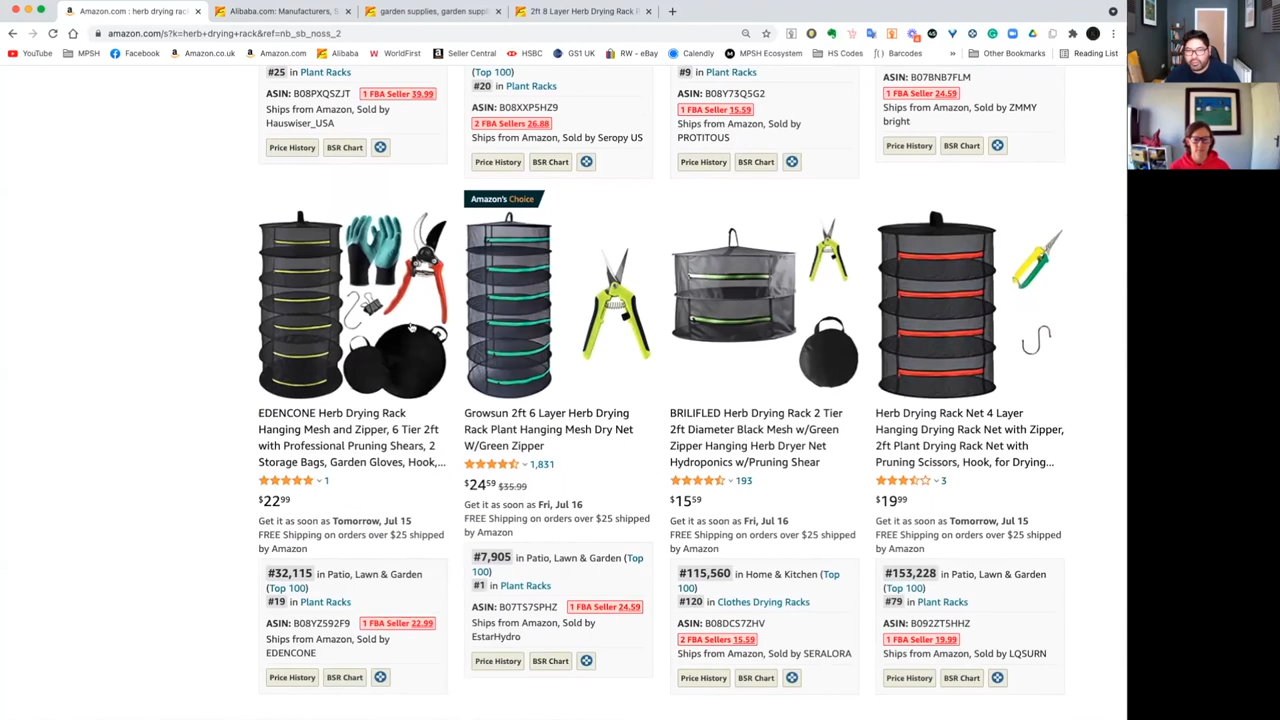 Amazon.com : herb drying rac
Alibaba.com: Manufacturers, S
garden supplies, garden suppli
2ft 8 Layer Herb Drying Rack P
amazon.com/s?k=herb+drying+rack&ref=nb_sb_noss_2
YouTube
MPSH
Facebook
Amazon.co.uk
Amazon.com
Alibaba
WorldFirst
Seller Central
HSBC
GS1 UK
RW - eBay
Calendly
MPSH Ecosystem
HS Codes
Barcodes
»
Other Bookmarks
Reading List
#25 in Plant Racks
ASIN: B08PXQSZJT 1 FBA Seller 39.99
Ships from Amazon, Sold by
Hauswiser_USA
Price History BSR Chart
(Top 100)
#20 in Plant Racks
ASIN: B08XXP5HZ9
2 FBA Sellers 26.88
Ships from Amazon, Sold by Seropy US
Price History BSR Chart
#9 in Plant Racks
ASIN: B08Y73Q5G2
1 FBA Seller 15.59
Ships from Amazon, Sold by
PROTITOUS
Price History BSR Chart
ASIN: B07BNB7FLM
1 FBA Seller 24.59
Ships from Amazon, Sold by ZMMY
bright
Price History BSR Chart
EDENCONE Herb Drying Rack
Hanging Mesh and Zipper, 6 Tier 2ft
with Professional Pruning Shears, 2
Storage Bags, Garden Gloves, Hook,...
1
$22⁹⁹
Get it as soon as Tomorrow, Jul 15
FREE Shipping on orders over $25 shipped
by Amazon
#32,115 in Patio, Lawn & Garden
(Top 100)
#19 in Plant Racks
ASIN: B08YZ592F9 1 FBA Seller 22.99
Ships from Amazon, Sold by
EDENCONE
Price History BSR Chart
Amazon's Choice
Growsun 2ft 6 Layer Herb Drying
Rack Plant Hanging Mesh Dry Net
W/Green Zipper
1,831
$24⁵⁹ $35.99
Get it as soon as Fri, Jul 16
FREE Shipping on orders over $25 shipped
by Amazon
#7,905 in Patio, Lawn & Garden (Top
100)
#1 in Plant Racks
ASIN: B07TS7SPHZ 1 FBA Seller 24.59
Ships from Amazon, Sold by
EstarHydro
Price History BSR Chart
BRILIFLED Herb Drying Rack 2 Tier
2ft Diameter Black Mesh w/Green
Zipper Hanging Herb Dryer Net
Hydroponics w/Pruning Shear
193
$15⁵⁹
Get it as soon as Fri, Jul 16
FREE Shipping on orders over $25 shipped
by Amazon
#115,560 in Home & Kitchen (Top
100)
#120 in Clothes Drying Racks
ASIN: B08DCS7ZHV
2 FBA Sellers 15.59
Ships from Amazon, Sold by SERALORA
Price History BSR Chart
Herb Drying Rack Net 4 Layer
Hanging Drying Rack Net with Zipper,
2ft Plant Drying Rack Net with
Pruning Scissors, Hook, for Drying...
3
$19⁹⁹
Get it as soon as Tomorrow, Jul 15
FREE Shipping on orders over $25 shipped
by Amazon
#153,228 in Patio, Lawn & Garden
(Top 100)
#79 in Plant Racks
ASIN: B092ZT5HHZ
1 FBA Seller 19.99
Ships from Amazon, Sold by LQSURN
Price History BSR Chart